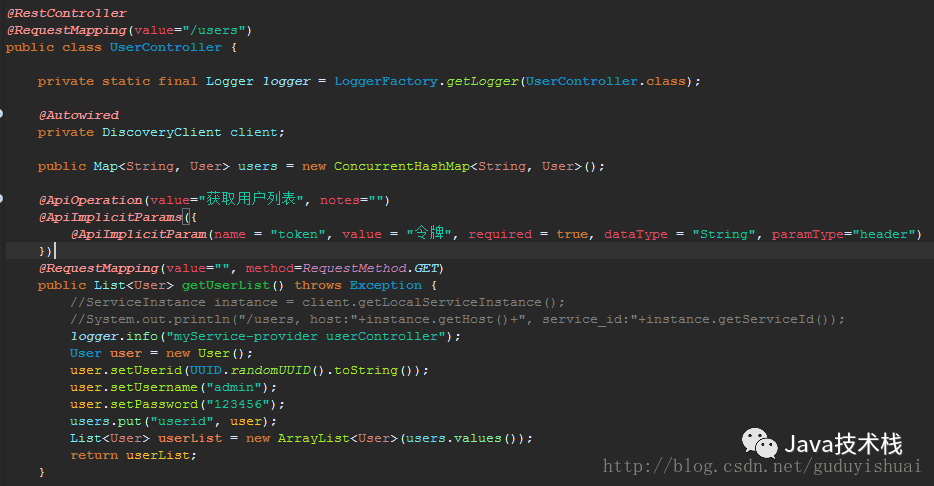 @RestController
@RequestMapping(value="/users")
public class UserController {
private static final Logger logger = LoggerFactory.getLogger(UserController.class);
@Autowired
private DiscoveryClient client;
public Map<String, User> users = new ConcurrentHashMap<String, User>();
@ApiOperation(value="获取用户列表", notes="")
@ApiImplicitParams({
@ApiImplicitParam(name = "token", value = "令牌", required = true, dataType = "String", paramType="header")
})
@RequestMapping(value="", method=RequestMethod.GET)
public List<User> getUserList() throws Exception {
//ServiceInstance instance = client.getLocalServiceInstance();
//System.out.println("/users, host:"+instance.getHost()+", service_id:"+instance.getServiceId());
logger.info("myService-provider userController");
User user = new User();
user.setUserid(UUID.randomUUID().toString());
user.setUsername("admin");
user.setPassword("123456");
users.put("userid", user);
List<User> userList = new ArrayList<User>(users.values());
return userList;
}
Java技术栈
http://blog.csdn.net/guduyishuai